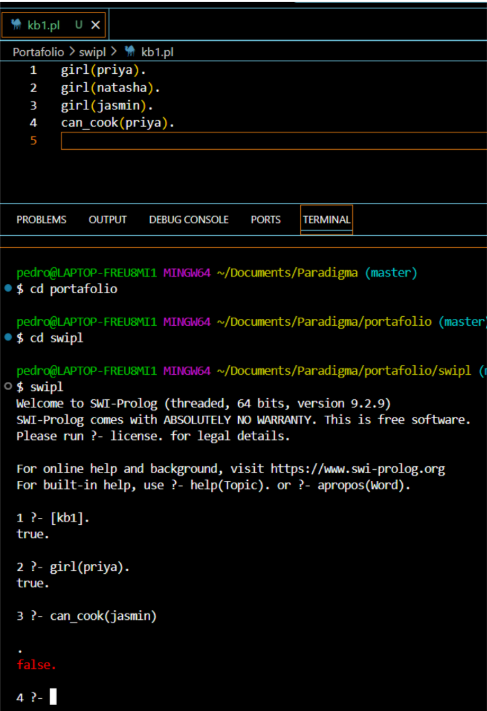 kb1.pl U
Portafolio > swipl > kb1.pl
1 girl(priya).
2 girl(natasha).
3 girl(jasmin).
4 can_cook(priya).
5
PROBLEMS OUTPUT DEBUG CONSOLE PORTS TERMINAL
pedro@LAPTOP-FREU8MI1 MINGW64 ~/Documents/Paradigma (master)
$ cd portafolio
pedro@LAPTOP-FREU8MI1 MINGW64 ~/Documents/Paradigma/portafolio (master
$ cd swipl
pedro@LAPTOP-FREU8MI1 MINGW64 ~/Documents/Paradigma/portafolio/swipl (
$ swipl
Welcome to SWI-Prolog (threaded, 64 bits, version 9.2.9)
SWI-Prolog comes with ABSOLUTELY NO WARRANTY. This is free software.
Please run ?- license. for legal details.
For online help and background, visit https://www.swi-prolog.org
For built-in help, use ?- help(Topic). or ?- apropos(Word).
1 ?- [kb1].
true.
2 ?- girl(priya).
true.
3 ?- can_cook(jasmin)
.
false.
4 ?-